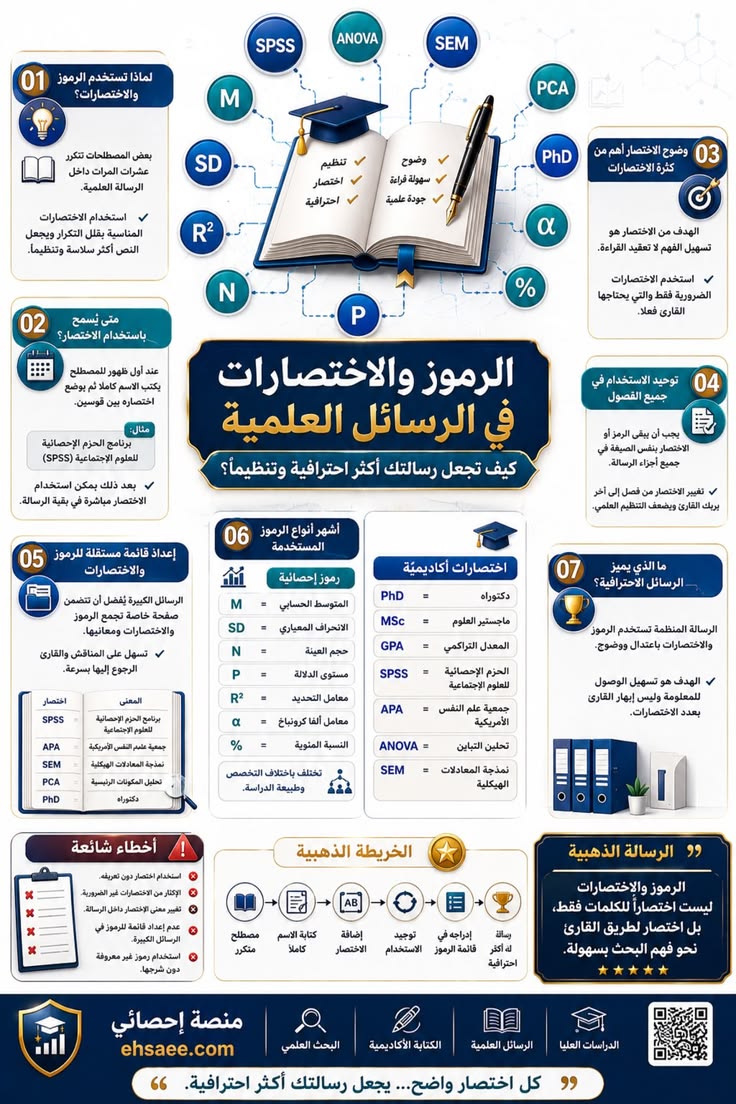 SPSS
ANOVA
SEM
M
PCA
SD
PhD
R²
α
N
%
P
تنظيم
اختصار
احترافية
وضوح
سهولة قراءة
جودة علمية
الرموز والاختصارات
في الرسائل العلمية
كيف تجعل رسالتك أكثر احترافية وتنظيماً؟
01
لماذا تستخدم الرموز
والاختصارات؟
بعض المصطلحات تتكرر
عشرات المرات داخل
الرسالة العلمية.
استخدام الاختصارات
المناسبة يقلل التكرار ويجعل
النص أكثر سلاسة وتنظيماً.
02
متى يُسمح
باستخدام الاختصار؟
عند أول ظهور للمصطلح
يكتب الاسم كاملا ثم يوضع
اختصاره بين قوسين.
مثال:
برنامج الحزم الإحصائية
للعلوم الإجتماعية (SPSS)
بعد ذلك يمكن استخدام
الاختصار مباشرة في بقية الرسالة.
03
وضوح الاختصار أهم من
كثرة الاختصارات
الهدف من الاختصار هو
تسهيل الفهم لا تعقيد القراءة.
استخدم الاختصارات
الضرورية فقط والتي يحتاجها
القارئ فعلا.
04
توحيد الاستخدام في
جميع الفصول
يجب أن يبقى الرمز أو
الاختصار بنفس الصيغة في
جميع أجزاء الرسالة.
تغيير الاختصار من فصل إلى آخر
يربك القارئ ويضعف التنظيم العلمي.
05
إعداد قائمة مستقلة للرموز
والاختصارات
الرسائل الكبيرة يُفضل أن تتضمن
صفحة خاصة تجمع الرموز
والاختصارات ومعانيها.
تسهل على المناقش والقارئ
الرجوع إليها بسرعة.
اختصار المعنى
SPSS برنامج الحزم الإحصائية
للعلوم الإجتماعية
APA جمعية علم النفس الأمريكية
SEM نمذجة المعادلات الهيكلية
PCA تحليل المكونات الرئيسية
PhD دكتوراه
06
أشهر أنواع الرموز
المستخدمة
رموز إحصائية
M = المتوسط الحسابي
SD = الانحراف المعياري
N = حجم العينة
P = مستوى الدلالة
R² = معامل التحديد
α = معامل ألفا كرونباخ
% = النسبة المئوية
تختلف باختلاف التخصص
وطبيعة الدراسة.
اختصارات أكاديميّة
PhD = دكتوراه
MSc = ماجستير العلوم
GPA = المعدل التراكمي
SPSS = الحزم الإحصائية
للعلوم الإجتماعية
APA = جمعية علم النفس
الأمريكية
ANOVA = تحلين التباين
SEM = نمذجة المعادلات
الهيكلية
07
ما الذي يميز
الرسائل الاحترافية؟
الرسالة المنظمة تستخدم الرموز
والاختصارات باعتدال ووضوح.
الهدف هو تسهيل الوصول
للمعلومة وليس إبهار القارئ
بعدد الاختصارات.
أخطاء شائعة
استخدام اختصار دون تعريفه.
الإكثار من الاختصارات غير الضرورية.
تغيير معنى الإختصار داخل الرسالة.
عدم إعداد قائمة للرموز في
الرسائل الكبيرة.
استخدام رموز غير معروفة
دون شرحها.
الخريطة الذهبية
مصطلح
متكرر
كتابة الاسم
كاملاً
AB
إضافة
الاختصار
توحيد
الاستخدام
إدراجه في
قائمة الرموز
رسالة
احترافية
الرسالة الذهبية
الرموز والإختصارات
ليست اختصاراً للكلمات فقط،
بل اختصار لطريق القارئ
نحو فهم البحث بسهولة.
منصة إحصائي
ehsaee.com
البحث العلمي
الكتابة الأكاديمية
الرسائل العلمية
الدراسات العليا
كل اختصار واضح... يجعل رسالتك أكثر احترافية.